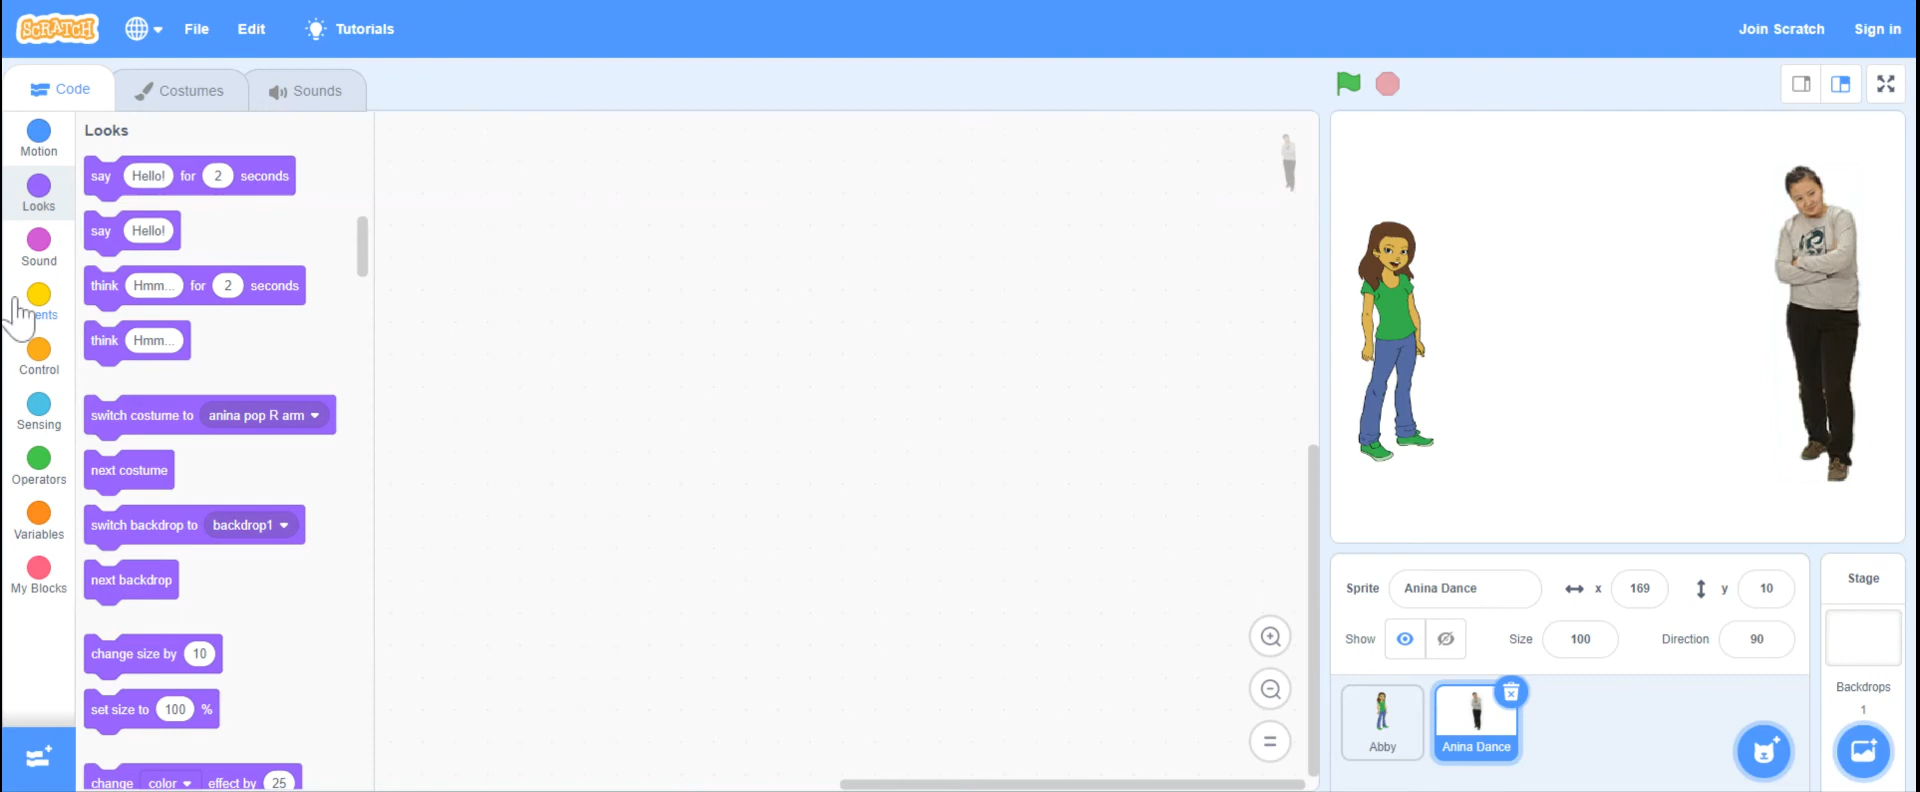 SCRATCH File Edit Tutorials Join Scratch Sign in
Code Costumes Sounds
Motion
Looks
Sound
ents
Control
Sensing
Operators
Variables
My Blocks
Looks
say Hello! for 2 seconds
say Hello!
think Hmm... for 2 seconds
think Hmm...
switch costume to anina pop R arm
next costume
switch backdrop to backdrop1
next backdrop
change size by 10
set size to 100 %
change color effect by 25
Sprite Anina Dance x 169 y 10
Show Size 100 Direction 90
Abby Anina Dance
Stage
Backdrops
1